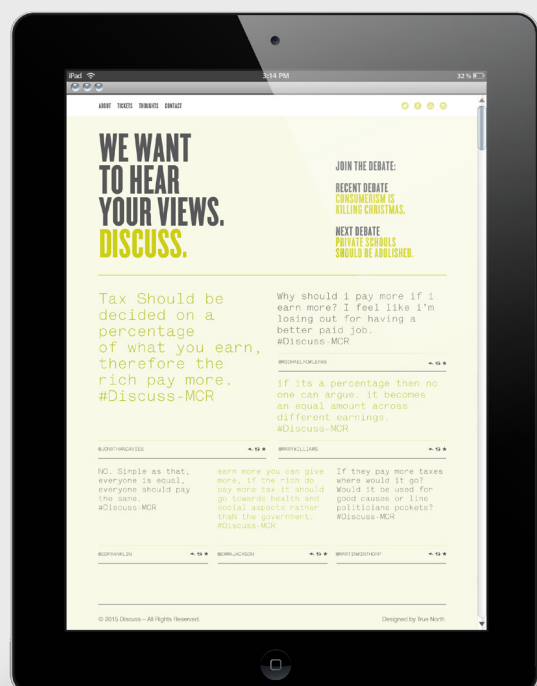 iPad 3:14 PM 32 %
ABOUT TICKETS THOUGHTS CONTACT
WE WANT
TO HEAR
YOUR VIEWS.
DISCUSS.
JOIN THE DEBATE:
RECENT DEBATE
CONSUMERISM IS
KILLING CHRISTMAS.
NEXT DEBATE
PRIVATE SCHOOLS
SHOULD BE ABOLISHED.
Tax Should be
decided on a
percentage
of what you earn,
therefore the
rich pay more.
#Discuss-MCR
@JONATHANDAVIES
Why should i pay more if i
earn more? I feel like i'm
losing out for having a
better paid job.
#Discuss-MCR
if its a percentage then no
one can argue. it becomes
an equal amount across
different earnings.
#Discuss-MCR
@MARYWILLIAMS
NO. Simple as that,
everyone is equal,
everyone should pay
the same.
#Discuss-MCR
earn more you can give
more, if the rich do
pay more tax it should
go towards health and
social aspects rather
thaN the government.
#Discuss-MCR
@EMMAJACKSON
If they pay more taxes
where would it go?
Would it be used for
good causes or line
politicians pockets?
#Discuss-MCR
© 2015 Discuss – All Rights Reserved.
Designed by True North.